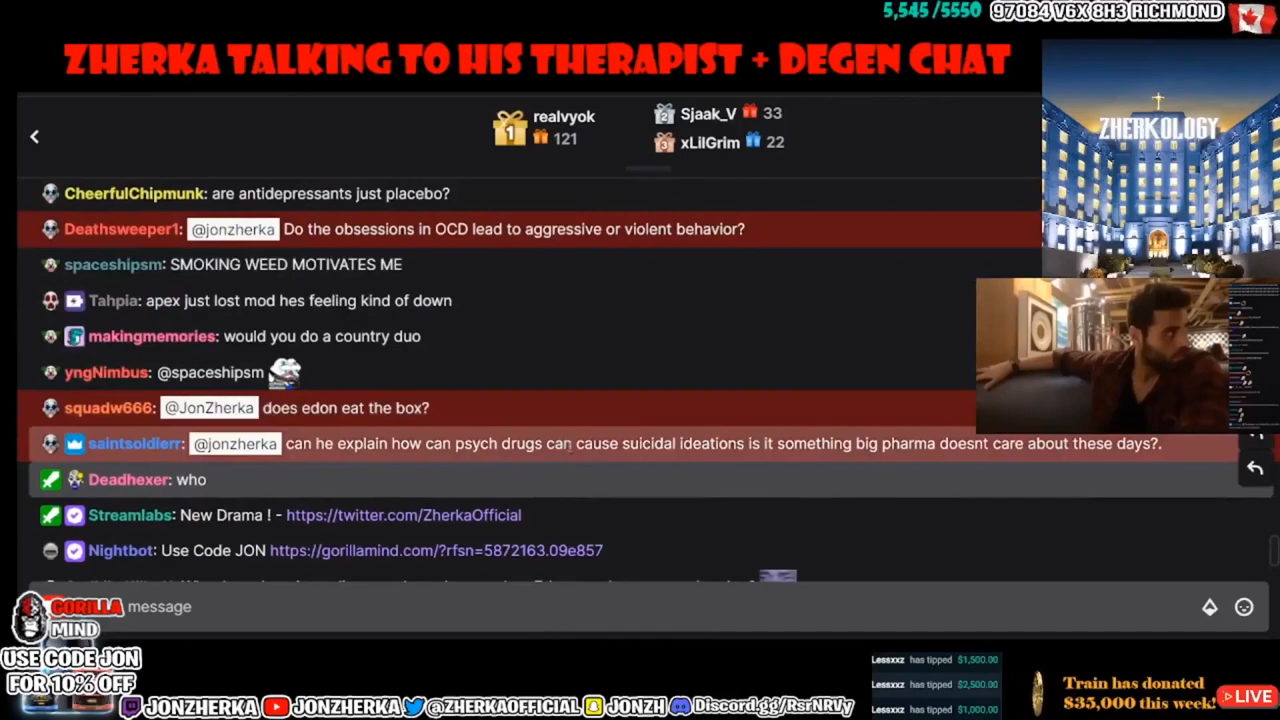 5,545 /5550
97084 V6X 8H3 RICHMOND
ZHERKA TALKING TO HIS THERAPIST + DEGEN CHAT
ZHERKOLOGY
1 realvyok
121
2 Sjaak_V 33
3 xLilGrim 22
CheerfulChipmunk: are antidepressants just placebo?
Deathsweeper1: @jonzherka Do the obsessions in OCD lead to aggressive or violent behavior?
spaceshipsm: SMOKING WEED MOTIVATES ME
Tahpia: apex just lost mod hes feeling kind of down
makingmemories: would you do a country duo
yngNimbus: @spaceshipsm
squadw666: @JonZherka does edon eat the box?
saintsoldierr: @jonzherka can he explain how can psych drugs can cause suicidal ideations is it something big pharma doesnt care about these days?.
Deadhexer: who
Streamlabs: New Drama ! - https://twitter.com/ZherkaOfficial
Nightbot: Use Code JON https://gorillamind.com/?rfsn=5872163.09e857
message
GORILLA
MIND
USE CODE JON
FOR 10% OFF
JONZHERKA JONZHERKA @ZHERKAOFFICIAL JONZH Discord.gg/RsrNRVy
Lessxxz has tipped $1,500.00
Lessxxz has tipped $2,500.00
Lessxxz has tipped $1,000.00
Train has donated
$35,000 this week!
LIVE